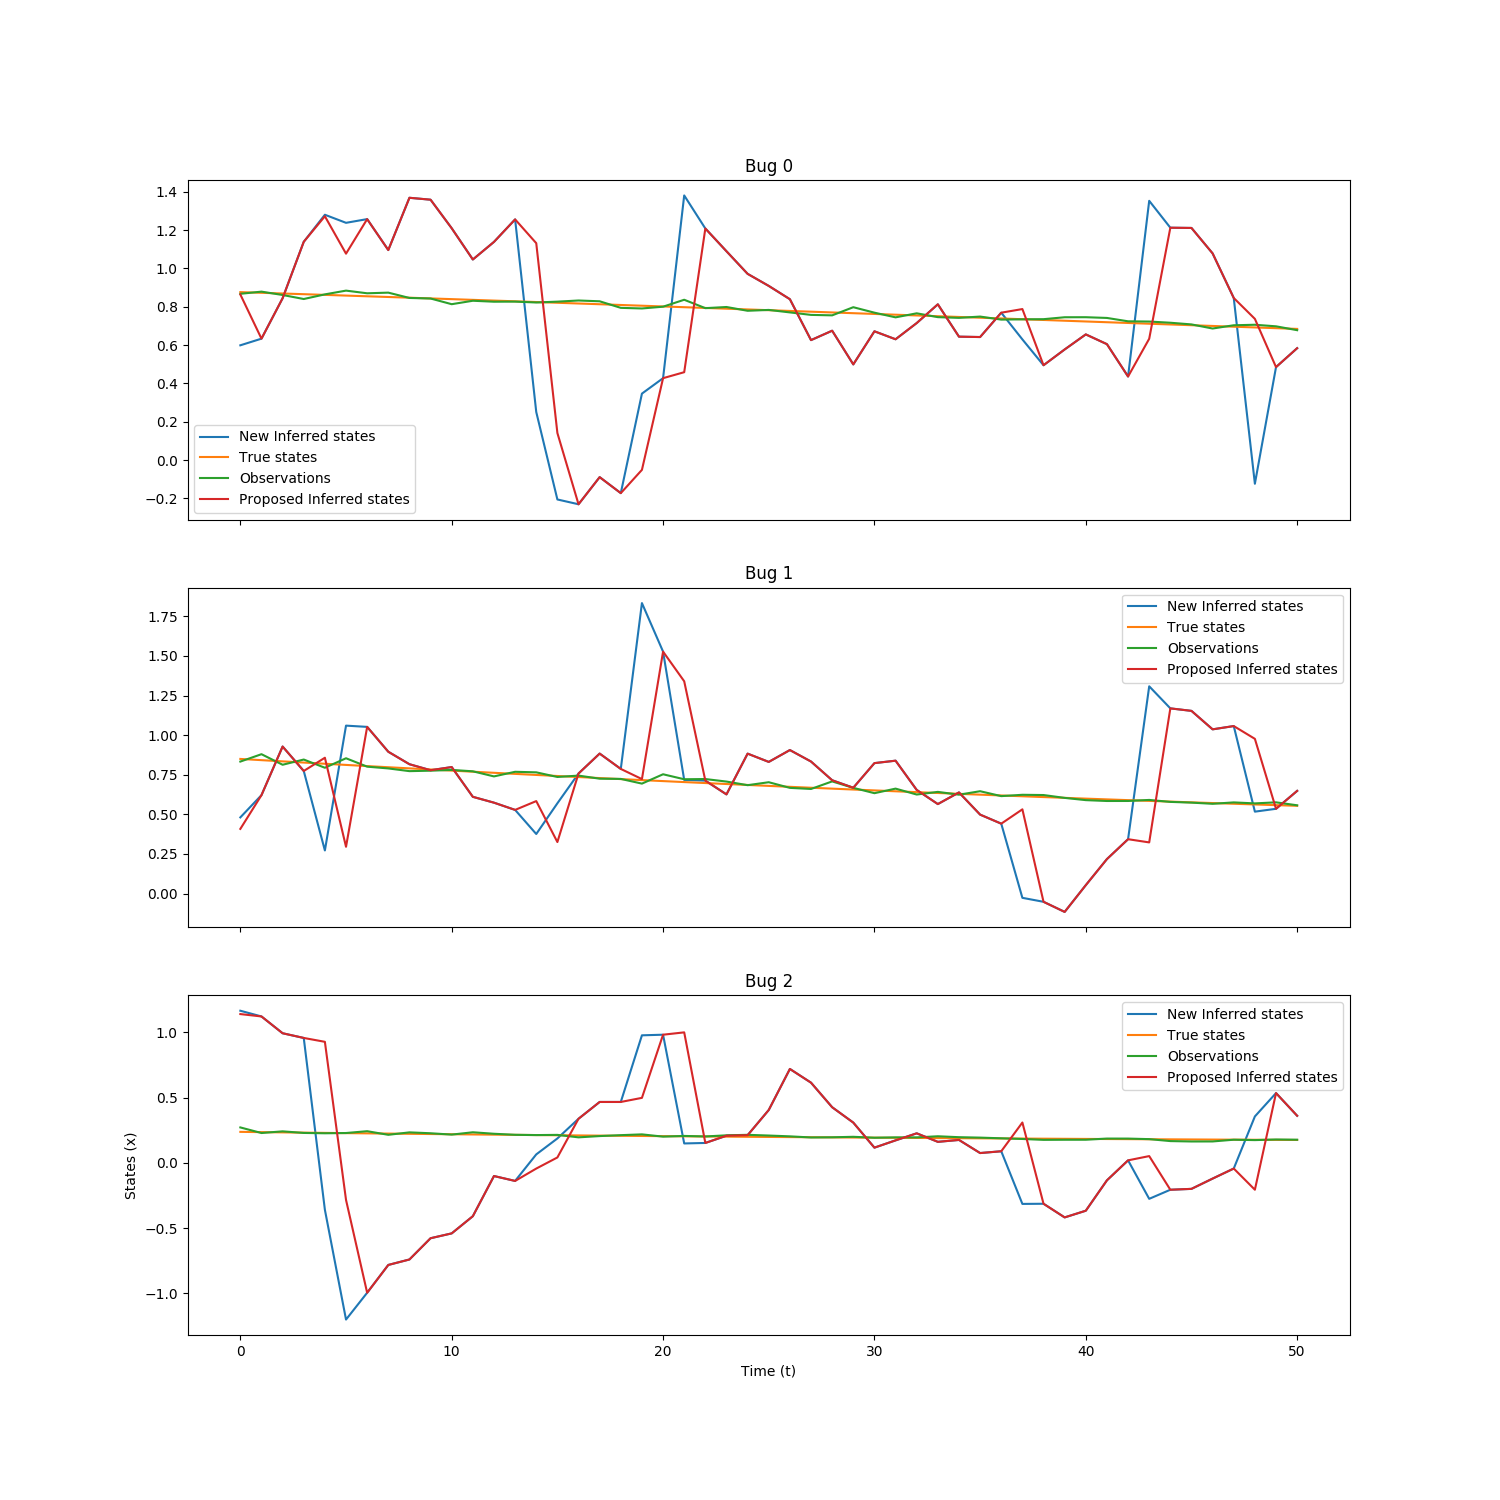 Bug 0
1.4
1.2
1.0
0.8
0.6
0.4
0.2
0.0
−0.2
New Inferred states
True states
Observations
Proposed Inferred states
Bug 1
1.75
1.50
1.25
1.00
0.75
0.50
0.25
0.00
New Inferred states
True states
Observations
Proposed Inferred states
Bug 2
1.0
0.5
0.0
−0.5
−1.0
States (x)
New Inferred states
True states
Observations
Proposed Inferred states
0 10 20 30 40 50
Time (t)